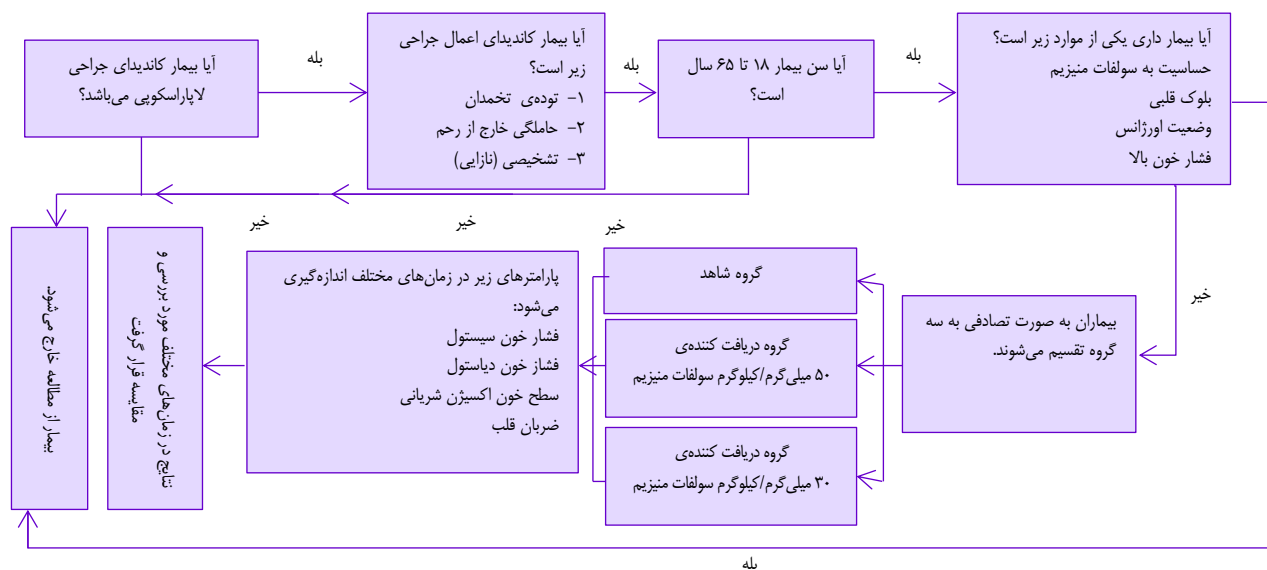 آیا بیمار کاندیدای جراحی
لاپاراسکوپی می‌باشد؟
بله
آیا بیمار کاندیدای اعمال جراحی
زیر است؟
۱- توده‌ی تخمدان
۲- حاملگی خارج از رحم
۳- تشخیصی (نازایی)
بله
آیا سن بیمار ۱۸ تا ۶۵ سال
است؟
بله
آیا بیمار داری یکی از موارد زیر است؟
حساسیت به سولفات منیزیم
بلوک قلبی
وضعیت اورژانس
فشار خون بالا
خیر
خیر
خیر
خیر
بیماران به صورت تصادفی به سه
گروه تقسیم می‌شوند.
گروه شاهد
گروه دریافت کننده‌ی
۵۰ میلی‌گرم/کیلوگرم سولفات منیزیم
گروه دریافت کننده‌ی
۳۰ میلی‌گرم/کیلوگرم سولفات منیزیم
پارامترهای زیر در زمان‌های مختلف اندازه‌گیری
می‌شود:
فشار خون سیستول
فشاز خون دیاستول
سطح خون اکسیژن شریانی
ضربان قلب
نتایج در زمان‌های مختلف مورد بررسی و
مقایسه قرار گرفت
بیمار از مطالعه خارج می‌شود.
بله